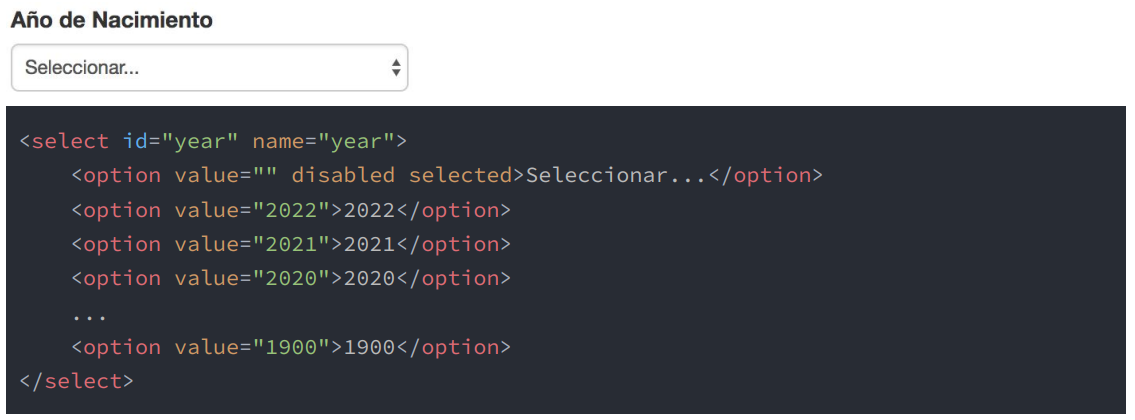 Año de Nacimiento
Seleccionar...
<select id="year" name="year">
    <option value="" disabled selected>Seleccionar...</option>
    <option value="2022">2022</option>
    <option value="2021">2021</option>
    <option value="2020">2020</option>
    ...
    <option value="1900">1900</option>
</select>